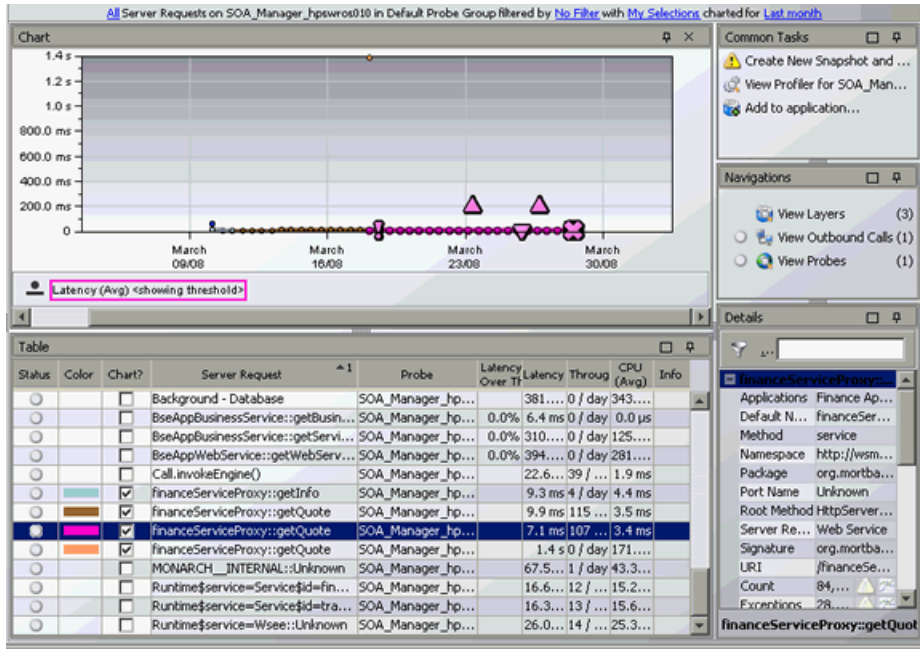 All Server Requests on SOA_Manager_hpswros010 in Default Probe Group filtered by No Filter with My Selections charted for Last month
Chart
1.4 s
1.2 s
1.0 s
800.0 ms
600.0 ms
400.0 ms
200.0 ms
0
March 09/08
March 16/08
March 23/08
March 30/08
Latency (Avg) <showing threshold>
Table
Status Color Chart? Server Request 1 Probe Latency Over Th Latency Throug CPU (Avg) Info
Background - Database SOA_Manager_hp... 381.... 0 / day 343....
BseAppBusinessService::getBusin... SOA_Manager_hp... 0.0% 6.4 ms 0 / day 0.0 µs
BseAppBusinessService::getServi... SOA_Manager_hp... 0.0% 310.... 0 / day 125....
BseAppWebService::getWebServ... SOA_Manager_hp... 0.0% 394.... 0 / day 281....
Call.invokeEngine() SOA_Manager_hp... 22.6... 39 / ... 1.9 ms
financeServiceProxy::getInfo SOA_Manager_hp... 9.3 ms 4 / day 4.4 ms
financeServiceProxy::getQuote SOA_Manager_hp... 9.9 ms 115 ... 3.5 ms
financeServiceProxy::getQuote SOA_Manager_hp... 7.1 ms 107 ... 3.4 ms
financeServiceProxy::getQuote SOA_Manager_hp... 1.4 s 0 / day 171....
MONARCH__INTERNAL::Unknown SOA_Manager_hp... 67.5... 1 / day 43.3...
Runtime$service=Service$id=fin... SOA_Manager_hp... 16.6... 12 / ... 15.2...
Runtime$service=Service$id=tra... SOA_Manager_hp... 16.3... 13 / ... 15.6...
Runtime$service=Wsee::Unknown SOA_Manager_hp... 26.0... 14 / ... 25.3...
Common Tasks
Create New Snapshot and ...
View Profiler for SOA_Man...
Add to application...
Navigations
View Layers (3)
View Outbound Calls (1)
View Probes (1)
Details
financeServiceProxy::...
Applications Finance Ap...
Default N... financeSer...
Method service
Namespace http://wsm...
Package org.mortba...
Port Name Unknown
Root Method HttpServer...
Server Re... Web Service
Signature org.mortba...
URI /financeSe...
Count 84,...
Exceptions 28....
financeServiceProxy::getQuot